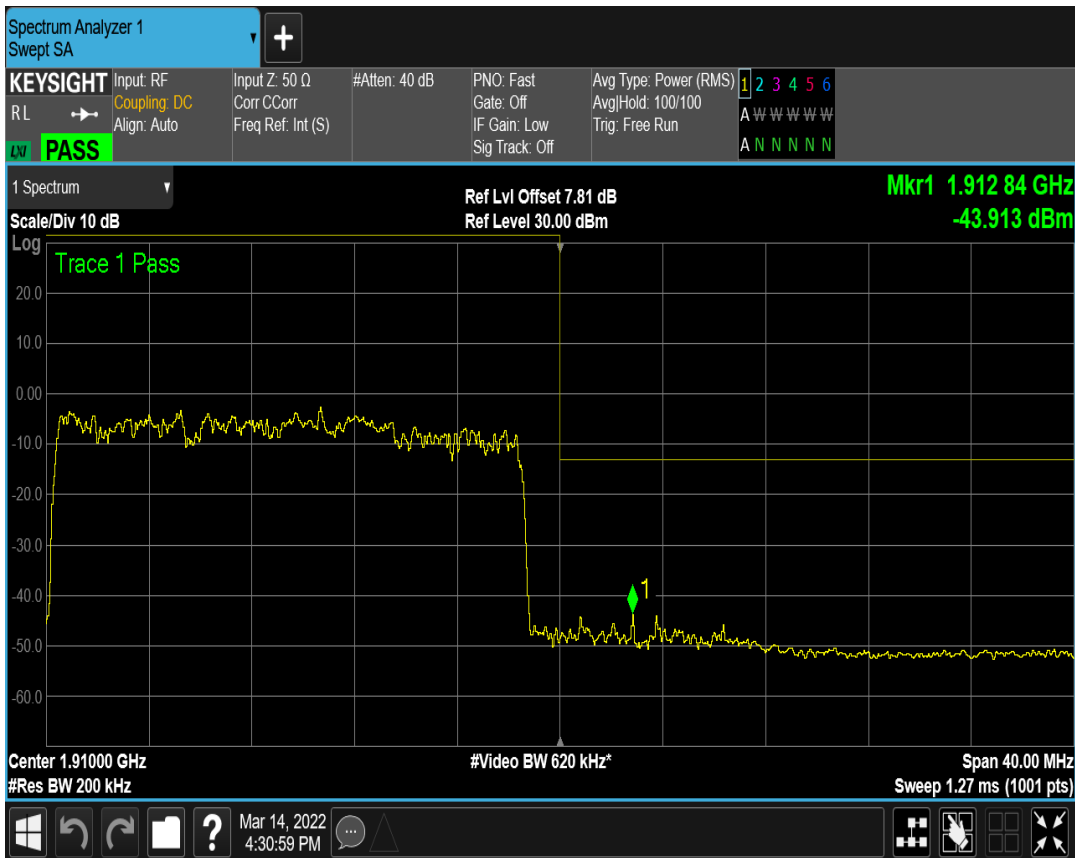 Spectrum Analyzer 1
Swept SA
+
KEYSIGHT
R L
LXI PASS
Input: RF
Coupling: DC
Align: Auto
Input Z: 50 Ω
Corr CCorr
Freq Ref: Int (S)
#Atten: 40 dB
PNO: Fast
Gate: Off
IF Gain: Low
Sig Track: Off
Avg Type: Power (RMS)
Avg|Hold: 100/100
Trig: Free Run
1 2 3 4 5 6
A W W W W W
A N N N N N
1 Spectrum
Scale/Div 10 dB
Ref Lvl Offset 7.81 dB
Ref Level 30.00 dBm
Mkr1 1.912 84 GHz
-43.913 dBm
Log
Trace 1 Pass
20.0
10.0
0.00
-10.0
-20.0
-30.0
-40.0
-50.0
-60.0
1
Center 1.91000 GHz
#Res BW 200 kHz
#Video BW 620 kHz*
Span 40.00 MHz
Sweep 1.27 ms (1001 pts)
?
Mar 14, 2022
4:30:59 PM